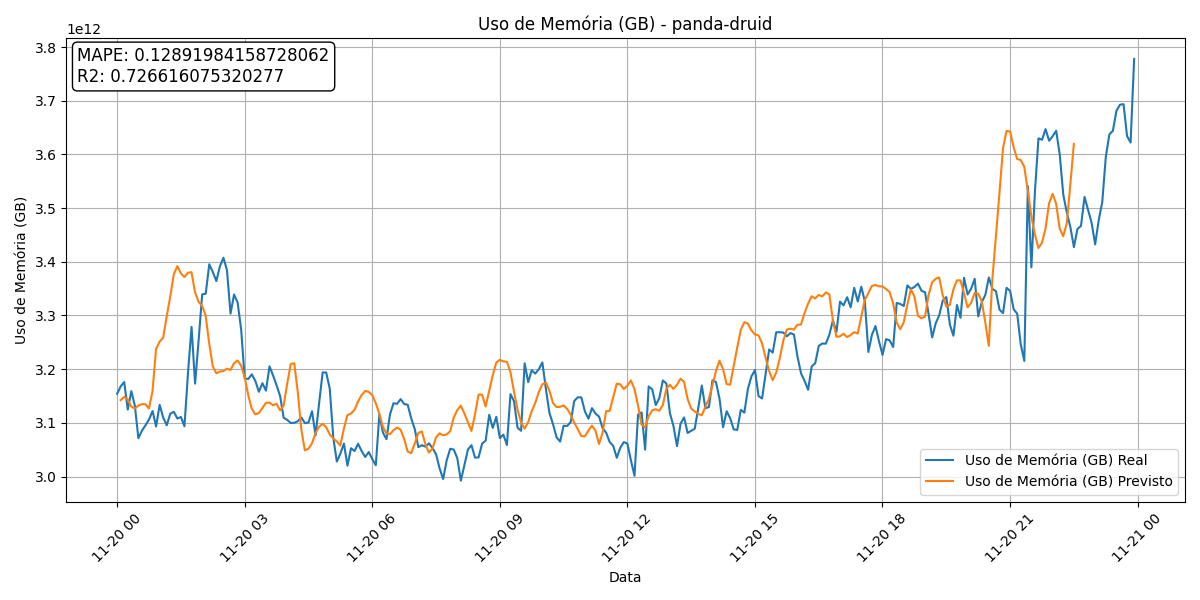 Uso de Memória (GB) - panda-druid
1e12
MAPE: 0.12891984158728062
R2: 0.726616075320277
3.8
3.7
3.6
3.5
3.4
3.3
3.2
3.1
3.0
Uso de Memória (GB)
Uso de Memória (GB) Real
Uso de Memória (GB) Previsto
11-20 00
11-20 03
11-20 06
11-20 09
11-20 12
11-20 15
11-20 18
11-20 21
11-21 00
Data